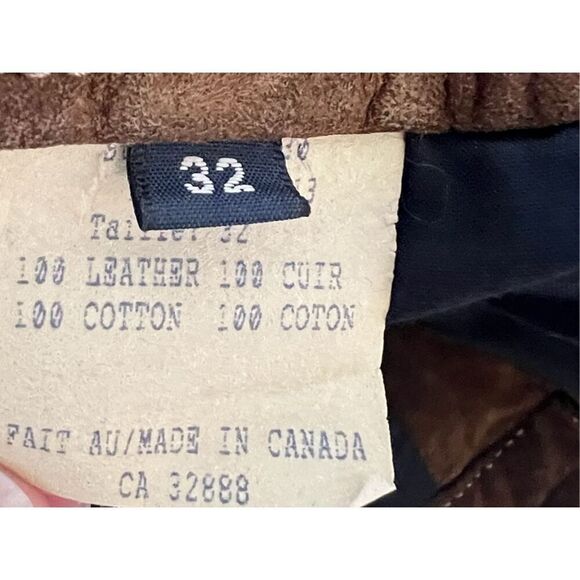 32
Taille: 32
100 LEATHER 100 CUIR
100 COTTON 100 COTON
FAIT AU/MADE IN CANADA
CA 32888